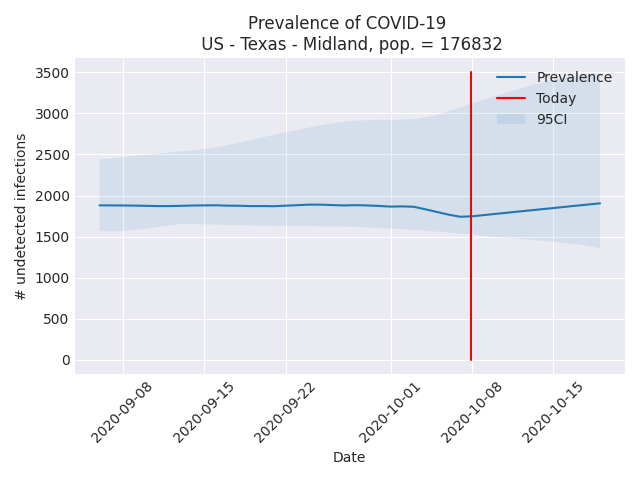 Prevalence of COVID-19
US - Texas - Midland, pop. = 176832
Prevalence
Today
95CI
# undetected infections
3500
3000
2500
2000
1500
1000
500
0
2020-09-08
2020-09-15
2020-09-22
2020-10-01
2020-10-08
2020-10-15
Date